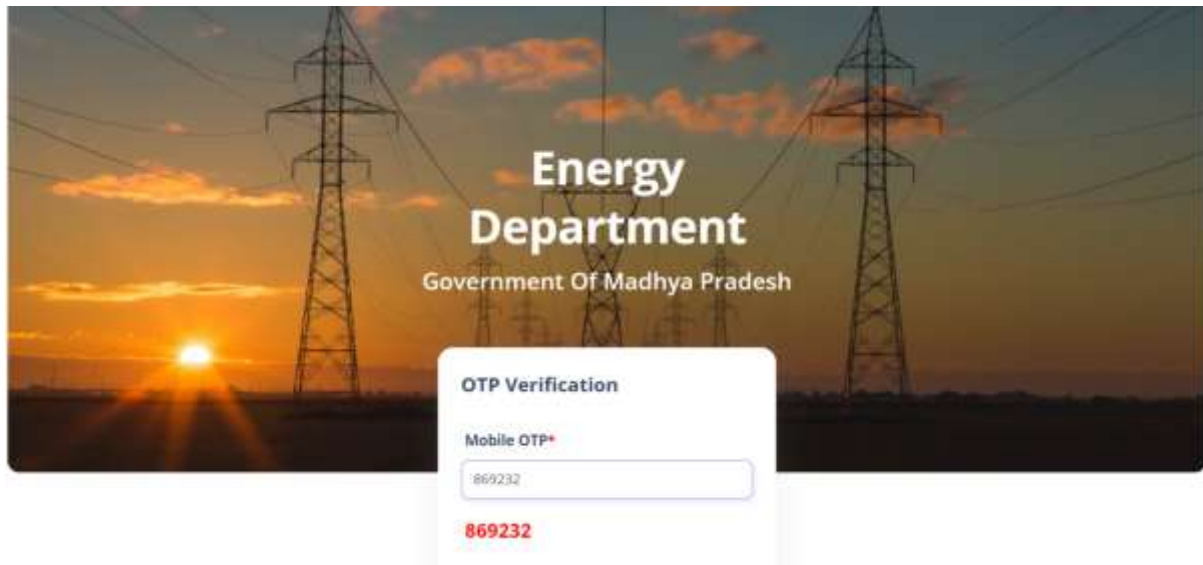 Energy
Department
Government Of Madhya Pradesh
OTP Verification
Mobile OTP*
869232
869232